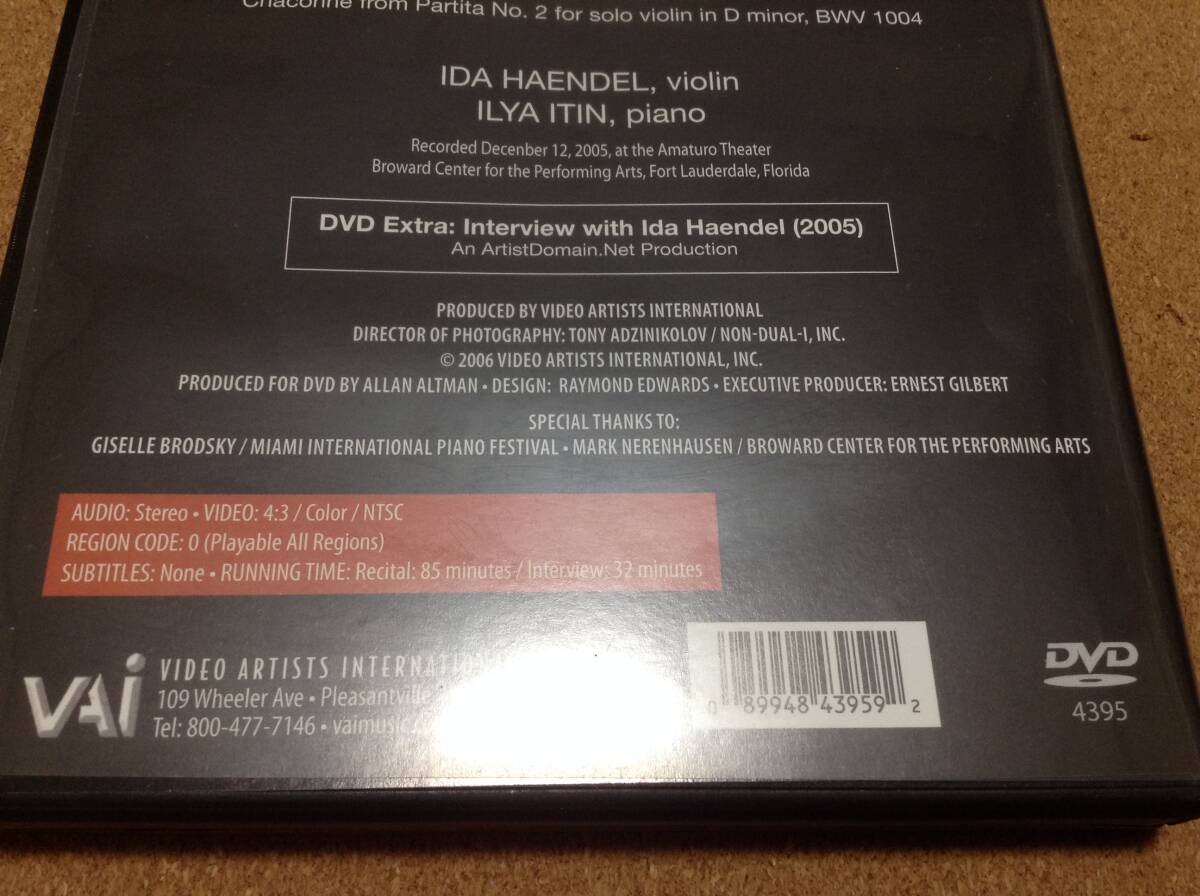 Chaconne from Partita No. 2 for solo violin in D minor, BWV 1004
IDA HAENDEL, violin
ILYA ITIN, piano
Recorded Decenber 12, 2005, at the Amaturo Theater
Broward Center for the Performing Arts, Fort Lauderdale, Florida
DVD Extra: Interview with Ida Haendel (2005)
An ArtistDomain.Net Production
PRODUCED BY VIDEO ARTISTS INTERNATIONAL
DIRECTOR OF PHOTOGRAPHY: TONY ADZINIKOLOV / NON-DUAL-I, INC.
© 2006 VIDEO ARTISTS INTERNATIONAL, INC.
PRODUCED FOR DVD BY ALLAN ALTMAN • DESIGN: RAYMOND EDWARDS • EXECUTIVE PRODUCER: ERNEST GILBERT
SPECIAL THANKS TO:
GISELLE BRODSKY / MIAMI INTERNATIONAL PIANO FESTIVAL • MARK NERENHAUSEN / BROWARD CENTER FOR THE PERFORMING ARTS
AUDIO: Stereo • VIDEO: 4:3 / Color / NTSC
REGION CODE: 0 (Playable All Regions)
SUBTITLES: None • RUNNING TIME: Recital: 85 minutes / Interview: 32 minutes
VAI
VIDEO ARTISTS
109 Wheeler Ave • Pleasantville
Tel: 800-477-7146 •
0 89948 43959 2
DVD
4395